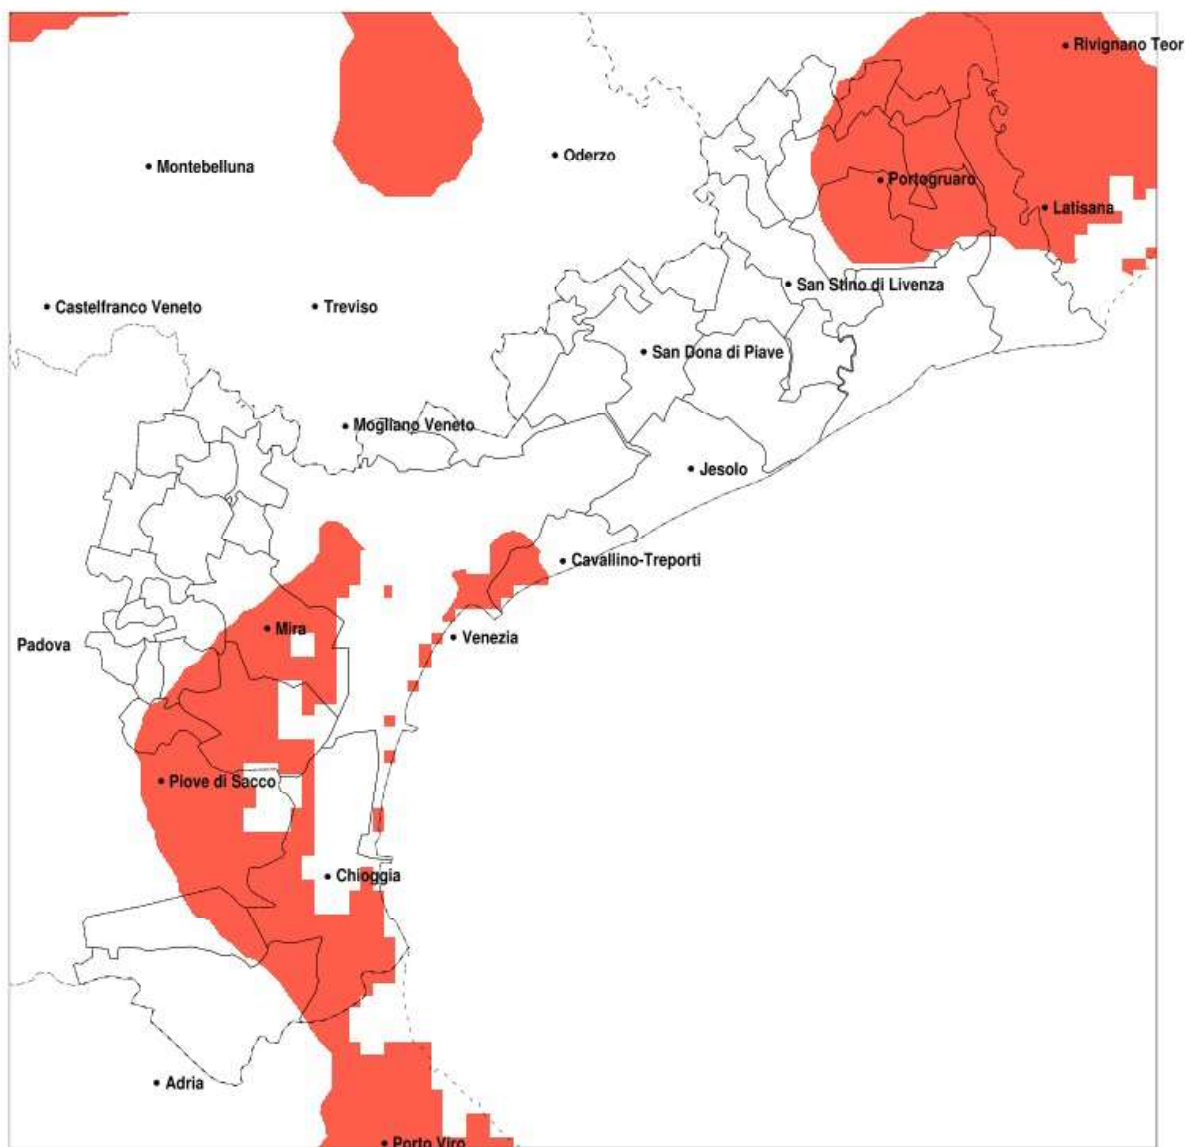 Rivignano Teor
Oderzo
Montebelluna
Portogruaro
Latisana
San Stino di Livenza
Castelfranco Veneto
Treviso
San Dona di Piave
Mogliano Veneto
Jesolo
Cavallino-Treporti
Mira
Venezia
Padova
Piove di Sacco
Chioggia
Adria
Porto Viro